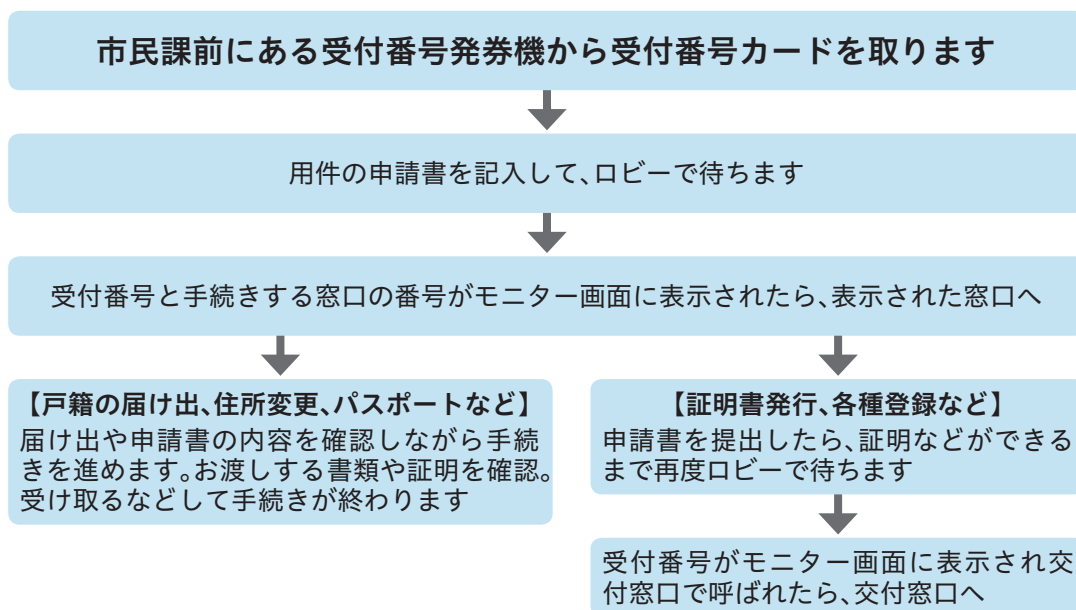 市民課前にある受付番号発券機から受付番号カードを取ります
用件の申請書を記入して、ロビーで待ちます
受付番号と手続きする窓口の番号がモニター画面に表示されたら、表示された窓口へ
【戸籍の届け出、住所変更、パスポートなど】
届け出や申請書の内容を確認しながら手続
きを進めます。お渡しする書類や証明を確認。
受け取るなどして手続きが終わります
【証明書発行、各種登録など】
申請書を提出したら、証明などができる
まで再度ロビーで待ちます
受付番号がモニター画面に表示され交
付窓口で呼ばれたら、交付窓口へ